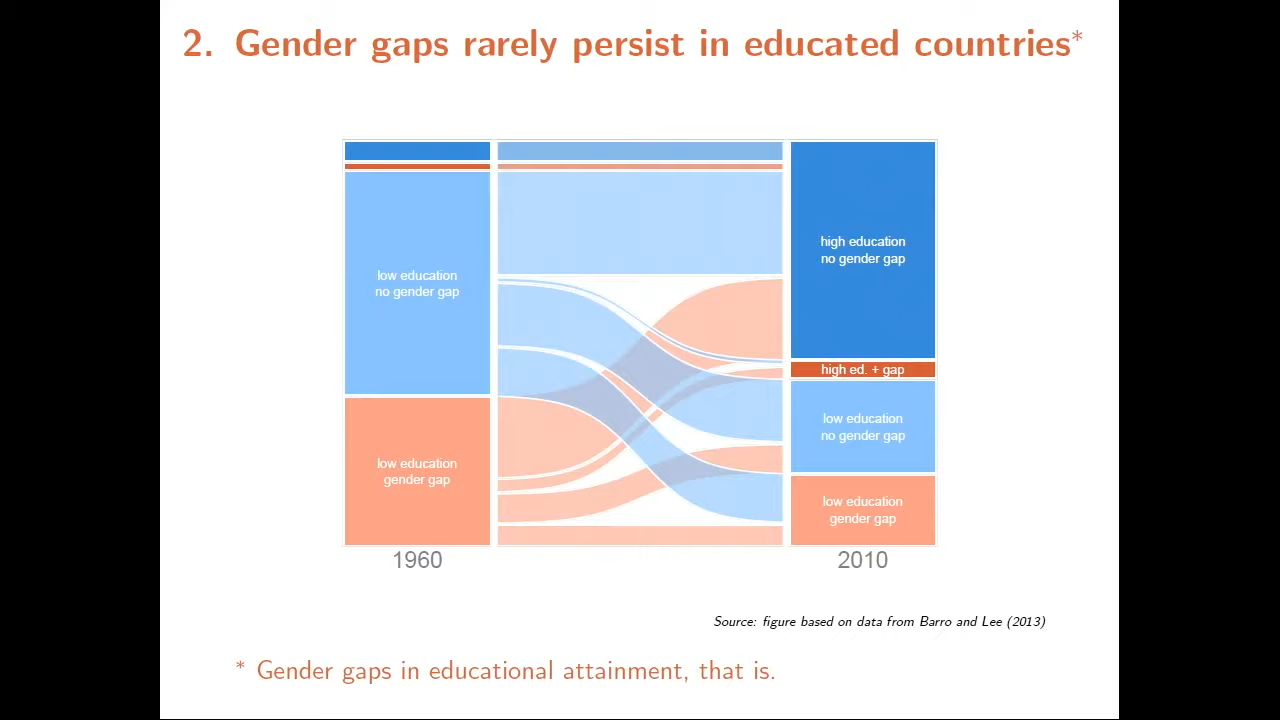 2. Gender gaps rarely persist in educated countries*
low education
no gender gap
low education
gender gap
high education
no gender gap
high ed. + gap
low education
no gender gap
low education
gender gap
1960
2010
Source: figure based on data from Barro and Lee (2013)
* Gender gaps in educational attainment, that is.